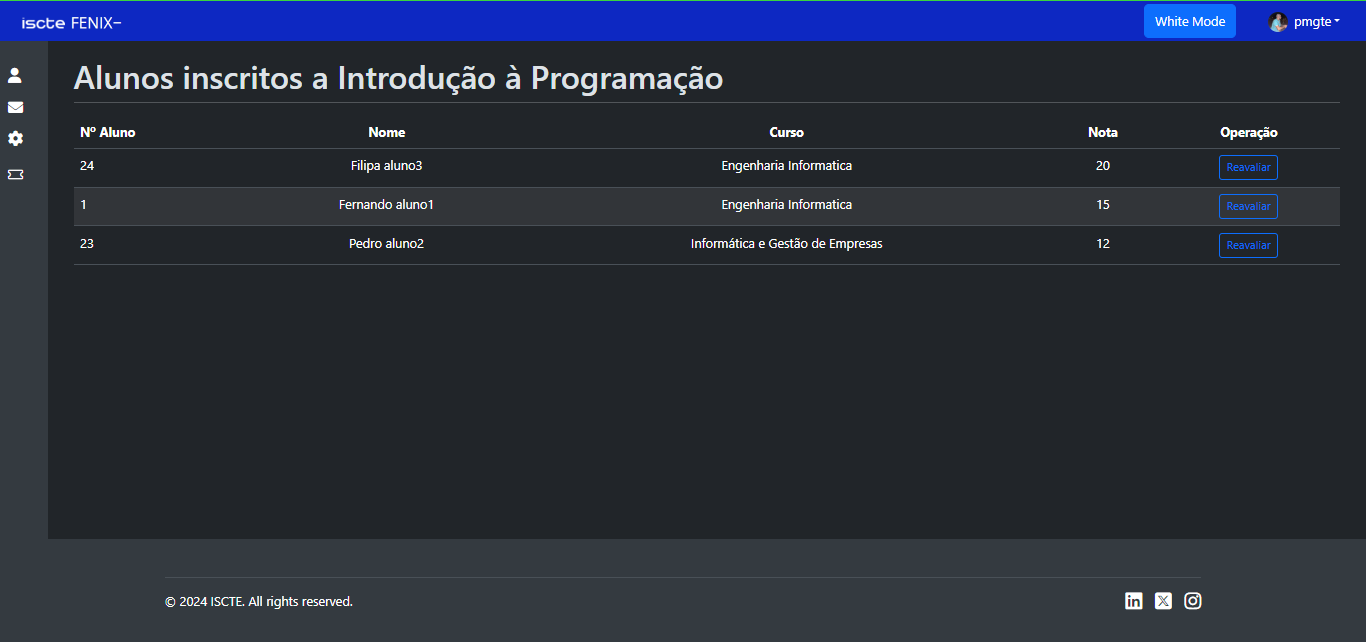 iscte FENIX–
White Mode
pmgte
Alunos inscritos a Introdução à Programação
Nº Aluno Nome Curso Nota Operação
24 Filipa aluno3 Engenharia Informatica 20 Reavaliar
1 Fernando aluno1 Engenharia Informatica 15 Reavaliar
23 Pedro aluno2 Informática e Gestão de Empresas 12 Reavaliar
© 2024 ISCTE. All rights reserved.